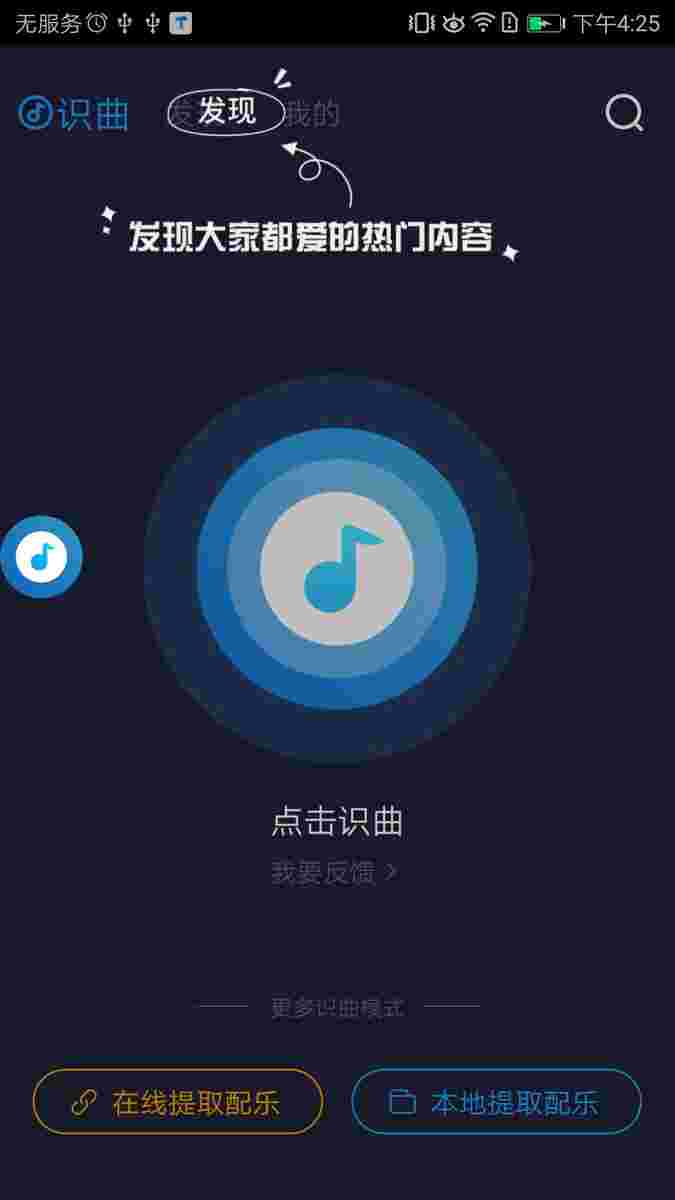 无服务 下午4:25
识曲 发现 我的
发现大家都爱的热门内容
点击识曲
我要反馈 >
更多识曲模式
在线提取配乐 本地提取配乐